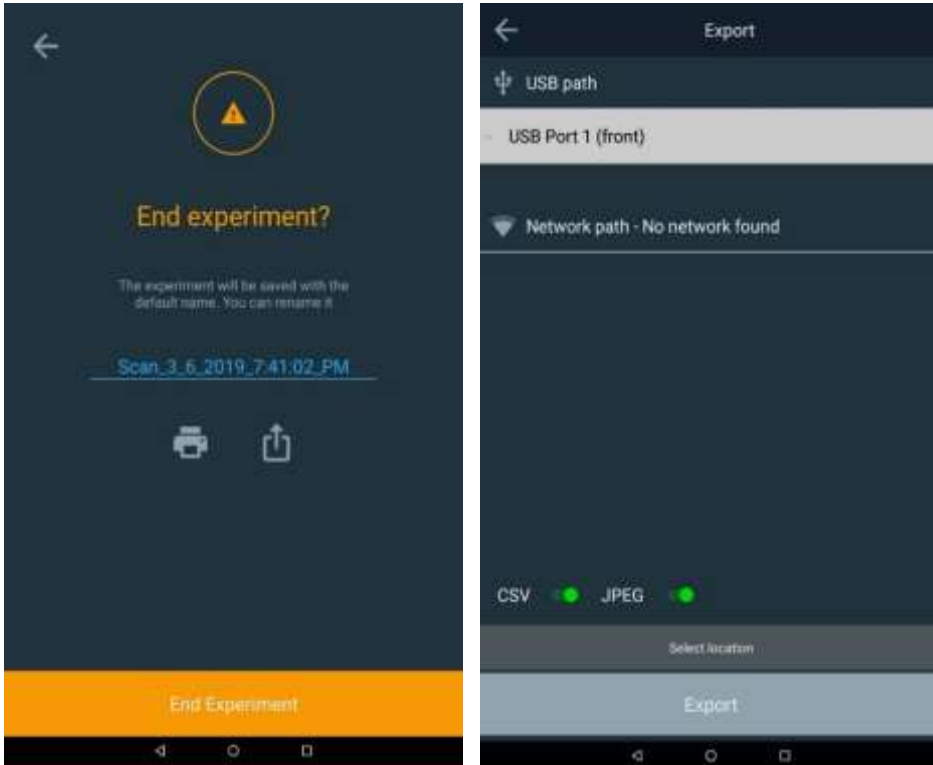 End experiment?
The experiment will be saved with the
default name. You can rename it
Scan_3_6_2019_7:41:02_PM
End Experiment
Export
USB path
USB Port 1 (front)
Network path - No network found
CSV
JPEG
Select location
Export